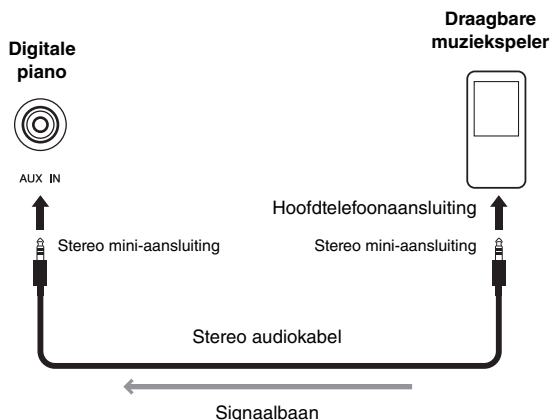 Digitale
piano
Draagbare
muziekspeler
AUX IN
Hoofdtelefoonaansluiting
Stereo mini-aansluiting
Stereo mini-aansluiting
Stereo audiokabel
Signaalbaan